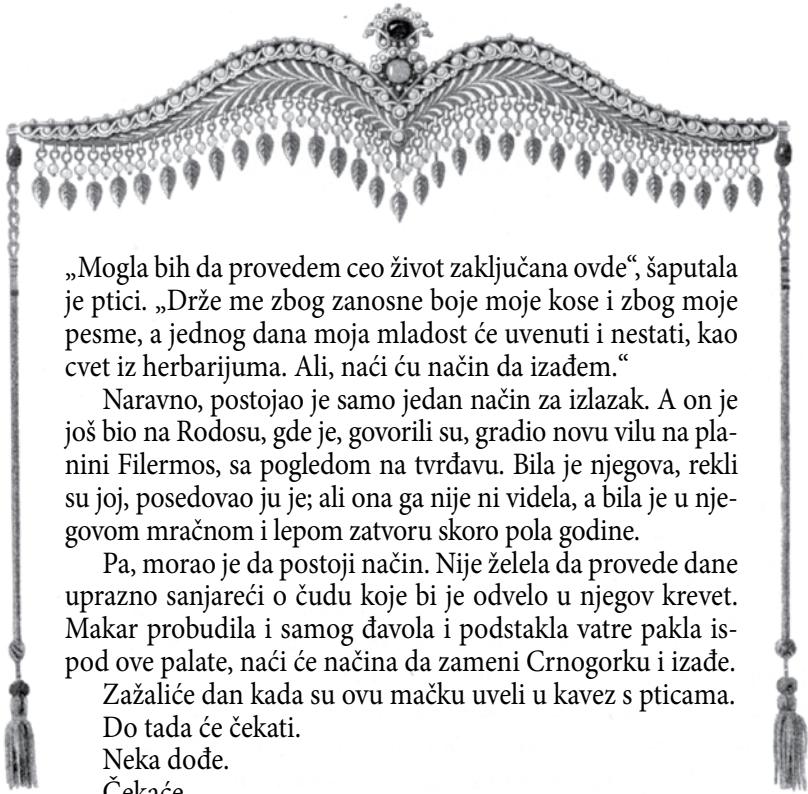 „Mogla bih da provedem ceo život zaključana ovde“, šaputala
je ptici. „Drže me zbog zanosne boje moje kose i zbog moje
pesme, a jednog dana moja mladost će uvenuti i nestati, kao
cvet iz herbarijuma. Ali, naći ću način da izađem.“
Naravno, postojao je samo jedan način za izlazak. A on je
još bio na Rodosu, gde je, govorili su, gradio novu vilu na pla-
nini Filermos, sa pogledom na tvrđavu. Bila je njegova, rekli
su joj, posedovao ju je; ali ona ga nije ni videla, a bila je u nje-
govom mračnom i lepom zatvoru skoro pola godine.
Pa, morao je da postoji način. Nije želela da provede dane
uprazno sanjareći o čudu koje bi je odvelo u njegov krevet.
Makar probudila i samog đavola i podstakla vatre pakla is-
pod ove palate, naći će načina da zameni Crnogorku i izađe.
Zažaliće dan kada su ovu mačku uveli u kavez s pticama.
Do tada će čekati.
Neka dođe.
Čekaće